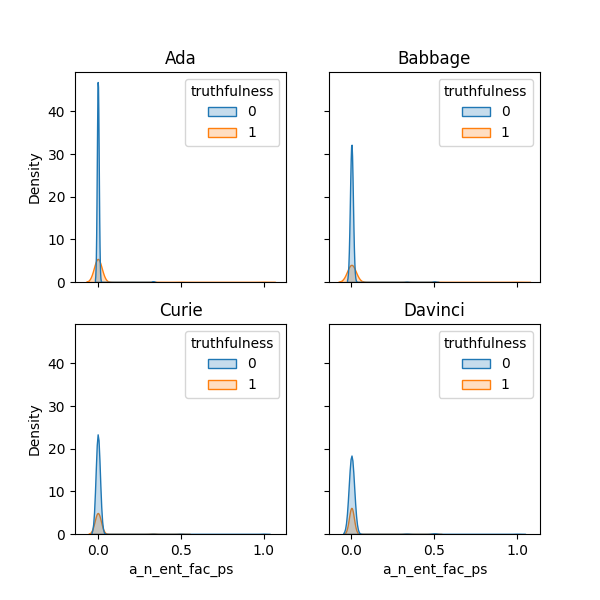 Ada
Babbage
truthfulness
0
1
truthfulness
0
1
Density
40
30
20
10
0
Curie
Davinci
truthfulness
0
1
truthfulness
0
1
Density
40
30
20
10
0
0.0 0.5 1.0
0.0 0.5 1.0
a_n_ent_fac_ps
a_n_ent_fac_ps